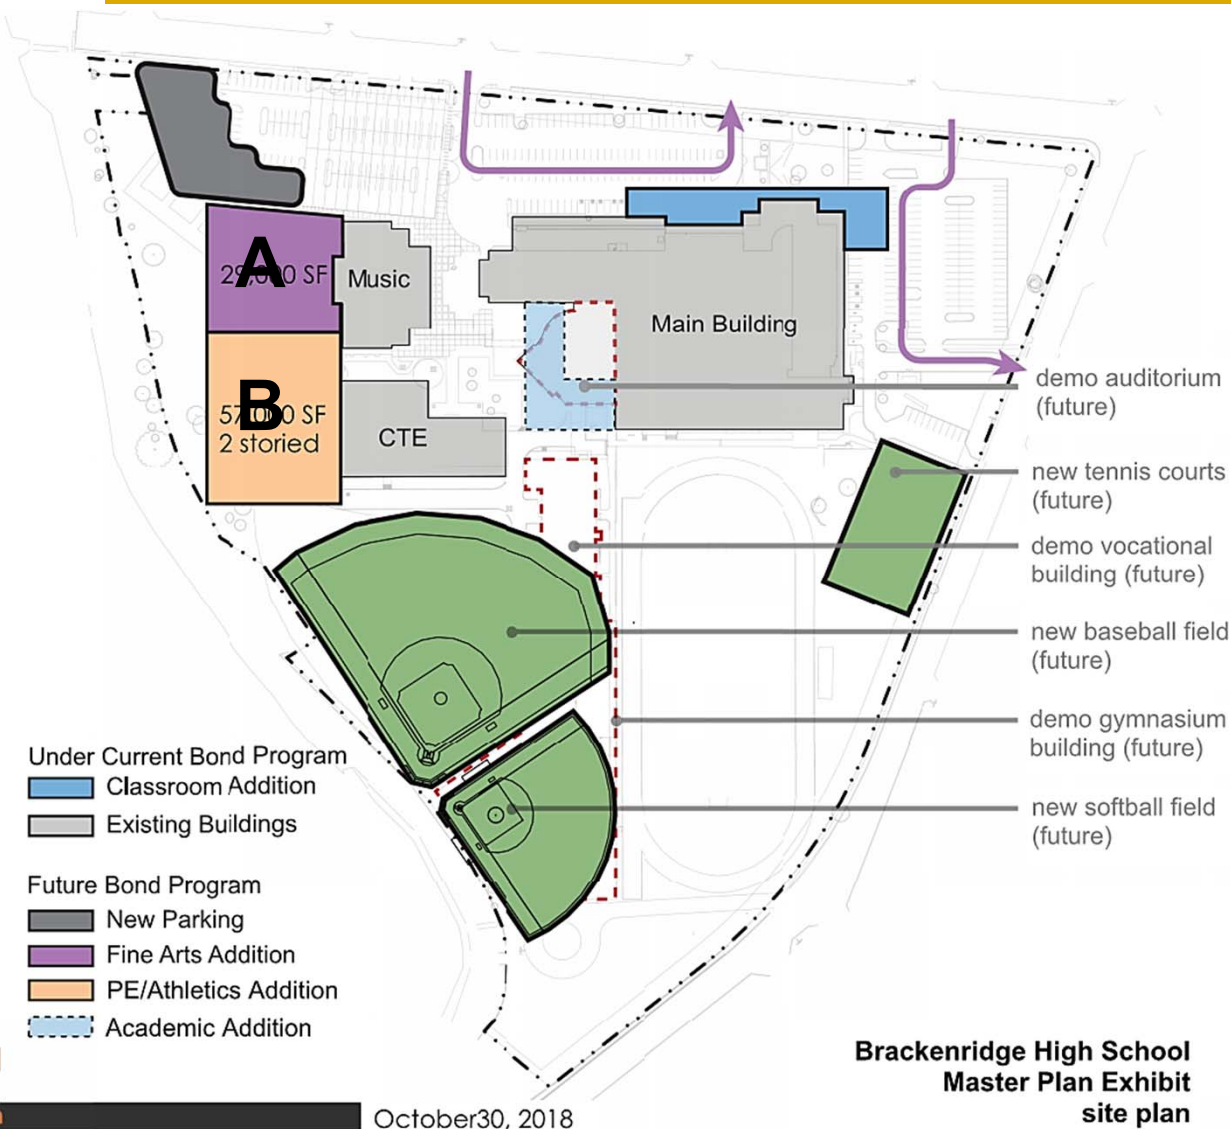 A
29,000 SF
Music
B
57,000 SF
2 storied
CTE
Main Building
demo auditorium
(future)
new tennis courts
(future)
demo vocational
building (future)
new baseball field
(future)
demo gymnasium
building (future)
new softball field
(future)
Under Current Bond Program
Classroom Addition
Existing Buildings
Future Bond Program
New Parking
Fine Arts Addition
PE/Athletics Addition
Academic Addition
Brackenridge High School
Master Plan Exhibit
site plan
October30, 2018